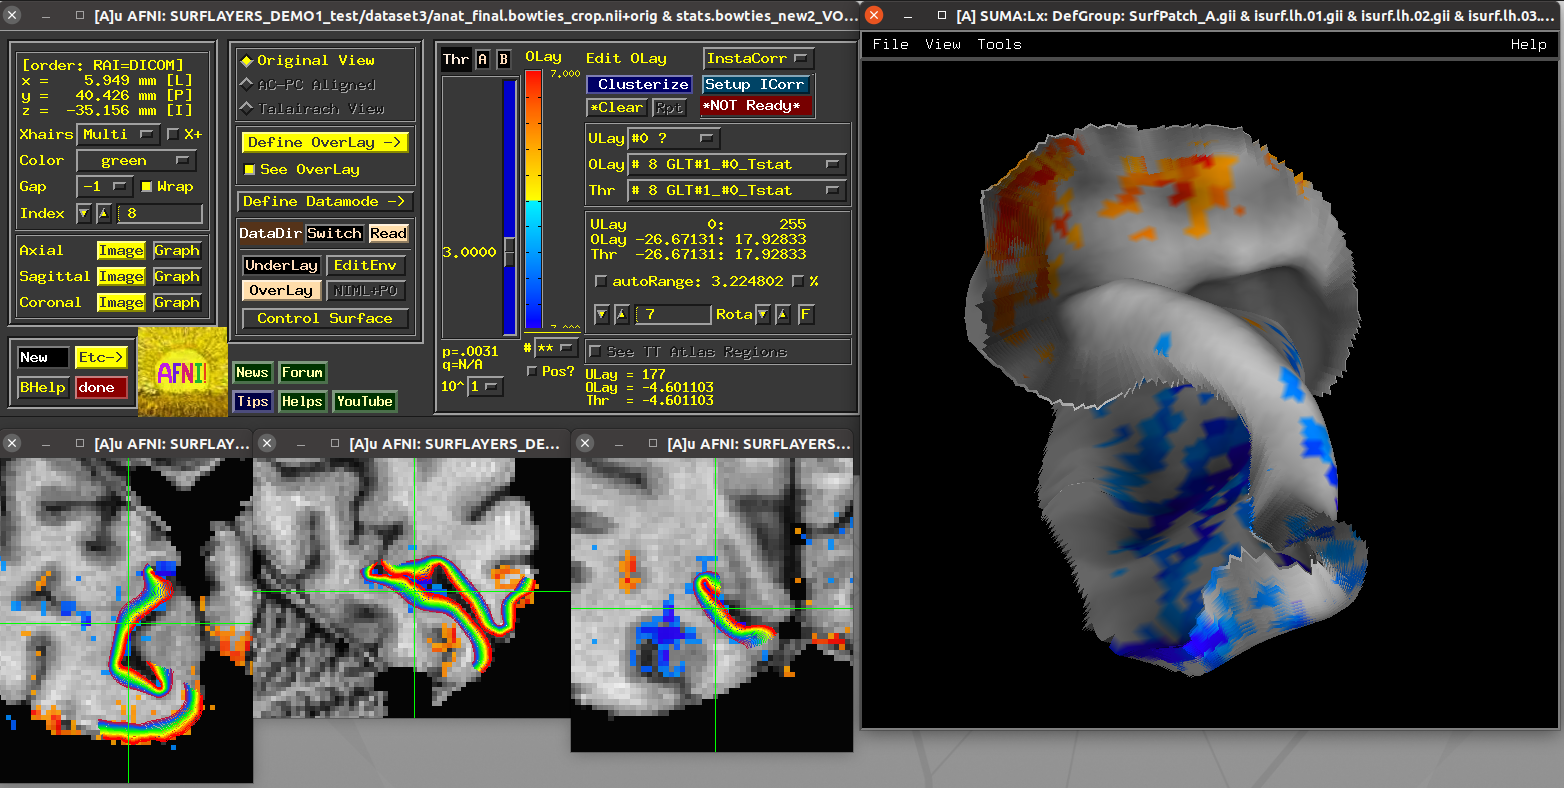 [A]u AFNI: SURFLAYERS_DEMO1_test/dataset3/anat_final.bowties_crop.nii+orig & stats.bowties_new2_VO...
[order: RAI=DICOM]
x = 5.949 mm [L]
y = 40.426 mm [P]
z = -35.156 mm [I]
Xhairs Multi X+
Color green
Gap -1 Wrap
Index 8
Axial Image Graph
Sagittal Image Graph
Coronal Image Graph
New Etc->
BHelp done
AFNI
Original View
AC-PC Aligned
Talairach View
Define OverLay ->
See OverLay
Define Datamode ->
DataDir Switch Read
UnderLay EditEnv
OverLay NIML+PO
Control Surface
News Forum
Tips Helps YouTube
Thr A B
3.0000
p=.0031
q=N/A
10^ 1
OLay
7.000
# **
Pos?
Edit OLay InstaCorr
Clusterize Setup ICorr
*Clear Rpt *NOT Ready*
ULay #0 ?
OLay # 8 GLT#1_#0_Tstat
Thr # 8 GLT#1_#0_Tstat
ULay 0: 255
OLay -26.67131: 17.92833
Thr -26.67131: 17.92833
autoRange: 3.224802 %
7 Rota F
See TT Atlas Regions
ULay = 177
OLay = -4.601103
Thr = -4.601103
[A]u AFNI: SURFLAY...
[A]u AFNI: SURFLAYERS_DE...
[A]u AFNI: SURFLAYERS...
[A] SUMA:Lx: DefGroup: SurfPatch_A.gii & isurf.lh.01.gii & isurf.lh.02.gii & isurf.lh.03....
File View Tools Help